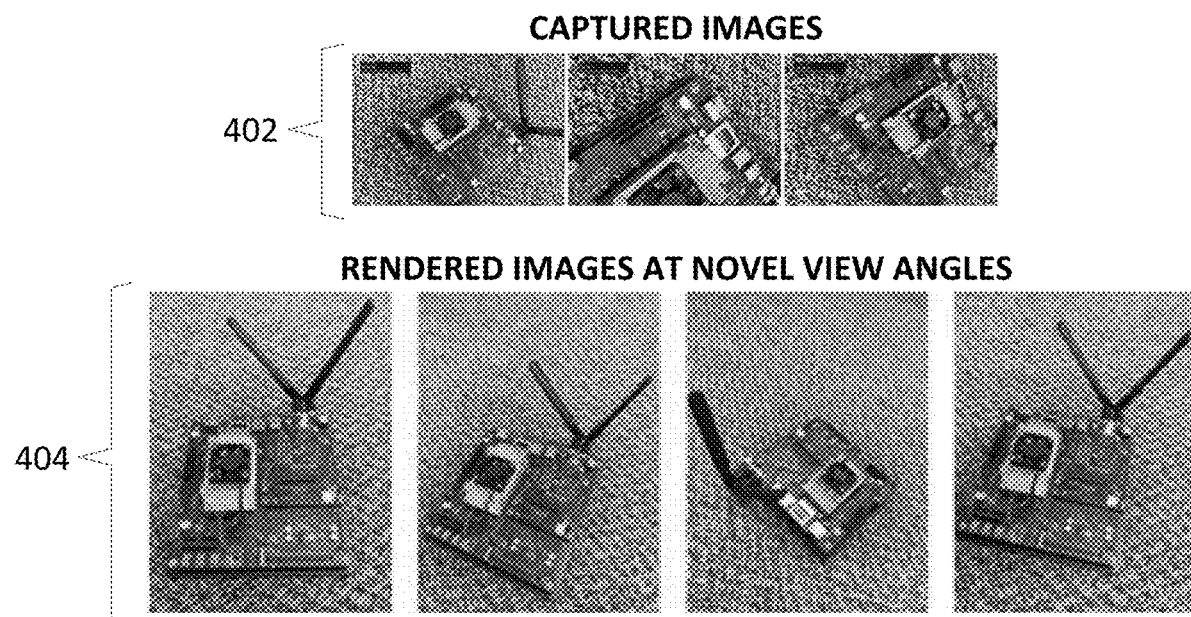 CAPTURED IMAGES
402
RENDERED IMAGES AT NOVEL VIEW ANGLES
404